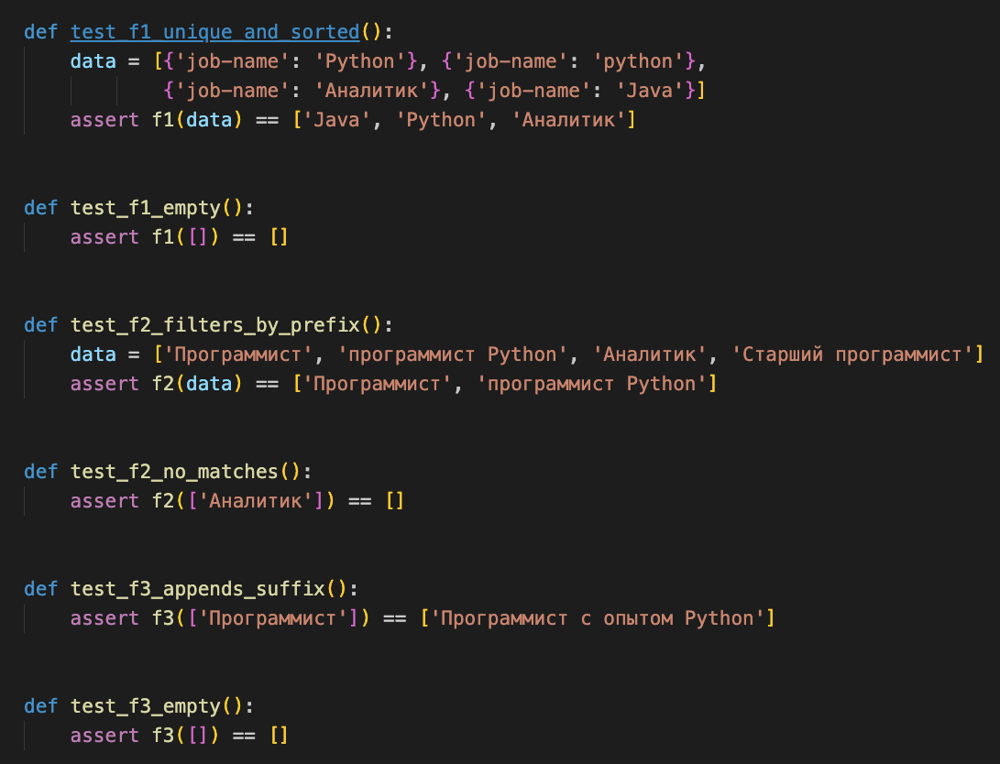 def test_f1_unique_and_sorted():
    data = [{'job-name': 'Python'}, {'job-name': 'python'},
            {'job-name': 'Аналитик'}, {'job-name': 'Java'}]
    assert f1(data) == ['Java', 'Python', 'Аналитик']
def test_f1_empty():
    assert f1([]) == []
def test_f2_filters_by_prefix():
    data = ['Программист', 'программист Python', 'Аналитик', 'Старший программист']
    assert f2(data) == ['Программист', 'программист Python']
def test_f2_no_matches():
    assert f2(['Аналитик']) == []
def test_f3_appends_suffix():
    assert f3(['Программист']) == ['Программист с опытом Python']
def test_f3_empty():
    assert f3([]) == []